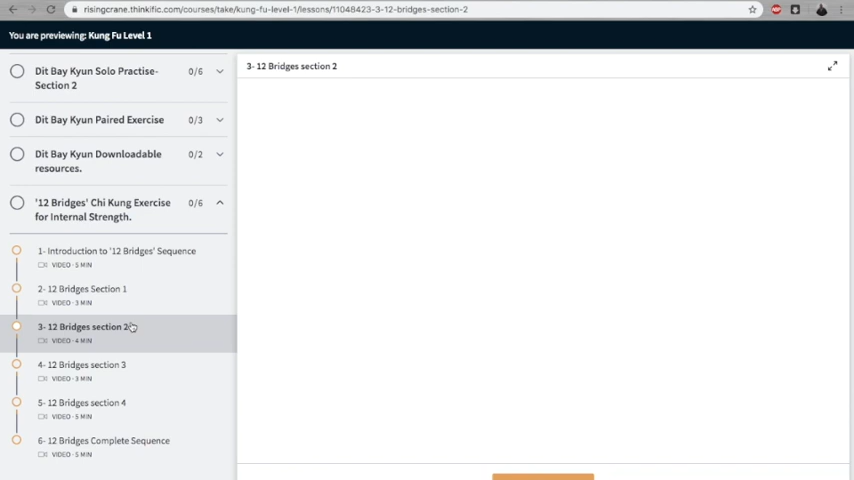 risingcrane.thinkific.com/courses/take/kung-fu-level-1/lessons/11048423-3-12-bridges-section-2
You are previewing: Kung Fu Level 1
Dit Bay Kyun Solo Practise-
Section 2
0/6
Dit Bay Kyun Paired Exercise
0/3
Dit Bay Kyun Downloadable
resources.
0/2
'12 Bridges' Chi Kung Exercise
for Internal Strength.
0/6
1- Introduction to '12 Bridges' Sequence
VIDEO · 5 MIN
2- 12 Bridges Section 1
VIDEO · 3 MIN
3- 12 Bridges section 2
VIDEO · 4 MIN
4- 12 Bridges section 3
VIDEO · 3 MIN
5- 12 Bridges section 4
VIDEO · 5 MIN
6- 12 Bridges Complete Sequence
VIDEO · 5 MIN
3- 12 Bridges section 2